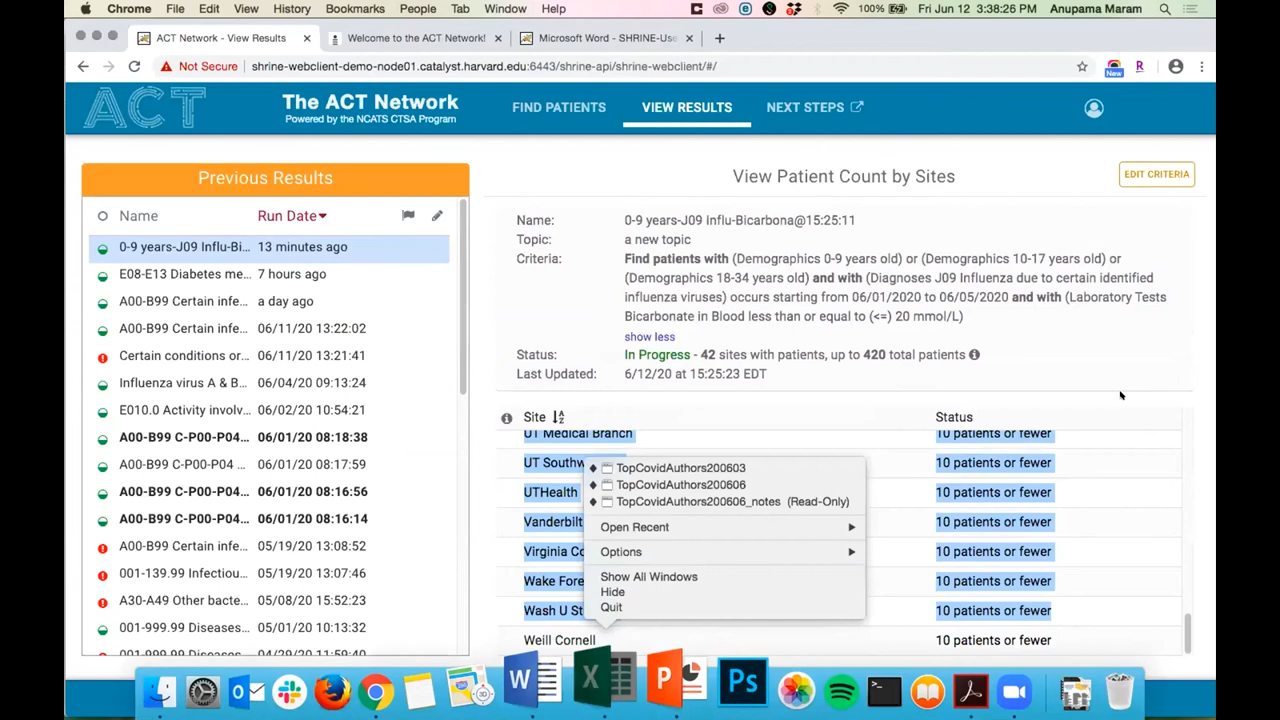 Chrome File Edit View History Bookmarks People Tab Window Help 100% Fri Jun 12 3:38:26 PM Anupama Maram
ACT Network - View Results Welcome to the ACT Network! Microsoft Word - SHRINE-Use
Not Secure shrine-webclient-demo-node01.catalyst.harvard.edu:6443/shrine-api/shrine-webclient/#/ New R
ACT The ACT Network FIND PATIENTS VIEW RESULTS NEXT STEPS
Powered by the NCATS CTSA Program
Previous Results
Name Run Date
0-9 years-J09 Influ-Bi... 13 minutes ago
E08-E13 Diabetes me... 7 hours ago
A00-B99 Certain infe... a day ago
A00-B99 Certain infe... 06/11/20 13:22:02
Certain conditions or... 06/11/20 13:21:41
Influenza virus A & B... 06/04/20 09:13:24
E010.0 Activity involv... 06/02/20 10:54:21
A00-B99 C-P00-P04... 06/01/20 08:18:38
A00-B99 C-P00-P04 ... 06/01/20 08:17:59
A00-B99 C-P00-P04... 06/01/20 08:16:56
A00-B99 C-P00-P04... 06/01/20 08:16:14
A00-B99 Certain infe... 05/19/20 13:08:52
001-139.99 Infectiou... 05/19/20 13:07:46
A30-A49 Other bacte... 05/08/20 15:52:23
001-999.99 Diseases... 05/01/20 10:13:32
001-999.99 Diseases... 04/29/20 11:59:40
View Patient Count by Sites EDIT CRITERIA
Name: 0-9 years-J09 Influ-Bicarbona@15:25:11
Topic: a new topic
Criteria: Find patients with (Demographics 0-9 years old) or (Demographics 10-17 years old) or
(Demographics 18-34 years old) and with (Diagnoses J09 Influenza due to certain identified
influenza viruses) occurs starting from 06/01/2020 to 06/05/2020 and with (Laboratory Tests
Bicarbonate in Blood less than or equal to (<=) 20 mmol/L)
show less
Status: In Progress - 42 sites with patients, up to 420 total patients
Last Updated: 6/12/20 at 15:25:23 EDT
Site Status
UT Medical Branch 10 patients or fewer
UT Southw 10 patients or fewer
UTHealth 10 patients or fewer
Vanderbilt 10 patients or fewer
Virginia Co 10 patients or fewer
Wake Fore 10 patients or fewer
Wash U St 10 patients or fewer
Weill Cornell 10 patients or fewer
TopCovidAuthors200603
TopCovidAuthors200606
TopCovidAuthors200606_notes (Read-Only)
Open Recent
Options
Show All Windows
Hide
Quit
W X P Ps